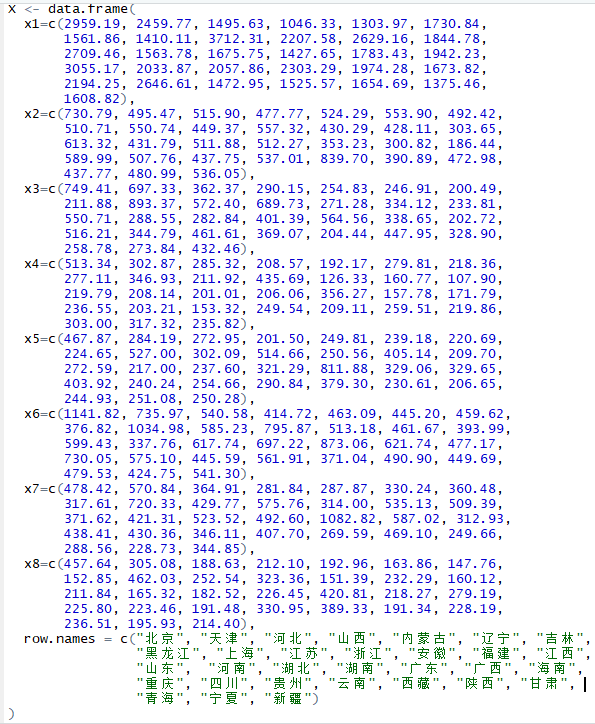 X <- data.frame(
x1=c(2959.19, 2459.77, 1495.63, 1046.33, 1303.97, 1730.84,
1561.86, 1410.11, 3712.31, 2207.58, 2629.16, 1844.78,
2709.46, 1563.78, 1675.75, 1427.65, 1783.43, 1942.23,
3055.17, 2033.87, 2057.86, 2303.29, 1974.28, 1673.82,
2194.25, 2646.61, 1472.95, 1525.57, 1654.69, 1375.46,
1608.82),
x2=c(730.79, 495.47, 515.90, 477.77, 524.29, 553.90, 492.42,
510.71, 550.74, 449.37, 557.32, 430.29, 428.11, 303.65,
613.32, 431.79, 511.88, 512.27, 353.23, 300.82, 186.44,
589.99, 507.76, 437.75, 537.01, 839.70, 390.89, 472.98,
437.77, 480.99, 536.05),
x3=c(749.41, 697.33, 362.37, 290.15, 254.83, 246.91, 200.49,
211.88, 893.37, 572.40, 689.73, 271.28, 334.12, 233.81,
550.71, 288.55, 282.84, 401.39, 564.56, 338.65, 202.72,
516.21, 344.79, 461.61, 369.07, 204.44, 447.95, 328.90,
258.78, 273.84, 432.46),
x4=c(513.34, 302.87, 285.32, 208.57, 192.17, 279.81, 218.36,
277.11, 346.93, 211.92, 435.69, 126.33, 160.77, 107.90,
219.79, 208.14, 201.01, 206.06, 356.27, 157.78, 171.79,
236.55, 203.21, 153.32, 249.54, 209.11, 259.51, 219.86,
303.00, 317.32, 235.82),
x5=c(467.87, 284.19, 272.95, 201.50, 249.81, 239.18, 220.69,
224.65, 527.00, 302.09, 514.66, 250.56, 405.14, 209.70,
272.59, 217.00, 237.60, 321.29, 811.88, 329.06, 329.65,
403.92, 240.24, 254.66, 290.84, 379.30, 230.61, 206.65,
244.93, 251.08, 250.28),
x6=c(1141.82, 735.97, 540.58, 414.72, 463.09, 445.20, 459.62,
376.82, 1034.98, 585.23, 795.87, 513.18, 461.67, 393.99,
599.43, 337.76, 617.74, 697.22, 873.06, 621.74, 477.17,
730.05, 575.10, 445.59, 561.91, 371.04, 490.90, 449.69,
479.53, 424.75, 541.30),
x7=c(478.42, 570.84, 364.91, 281.84, 287.87, 330.24, 360.48,
317.61, 720.33, 429.77, 575.76, 314.00, 535.13, 509.39,
371.62, 421.31, 523.52, 492.60, 1082.82, 587.02, 312.93,
438.41, 430.36, 346.11, 407.70, 269.59, 469.10, 249.66,
288.56, 228.73, 344.85),
x8=c(457.64, 305.08, 188.63, 212.10, 192.96, 163.86, 147.76,
152.85, 462.03, 252.54, 323.36, 151.39, 232.29, 160.12,
211.84, 165.32, 182.52, 226.45, 420.81, 218.27, 279.19,
225.80, 223.46, 191.48, 330.95, 389.33, 191.34, 228.19,
236.51, 195.93, 214.40),
row.names = c("北京", "天津", "河北", "山西", "内蒙古", "辽宁", "吉林",
"黑龙江", "上海", "江苏", "浙江", "安徽", "福建", "江西",
"山东", "河南", "湖北", "湖南", "广东", "广西", "海南",
"重庆", "四川", "贵州", "云南", "西藏", "陕西", "甘肃",
"青海", "宁夏", "新疆")
)